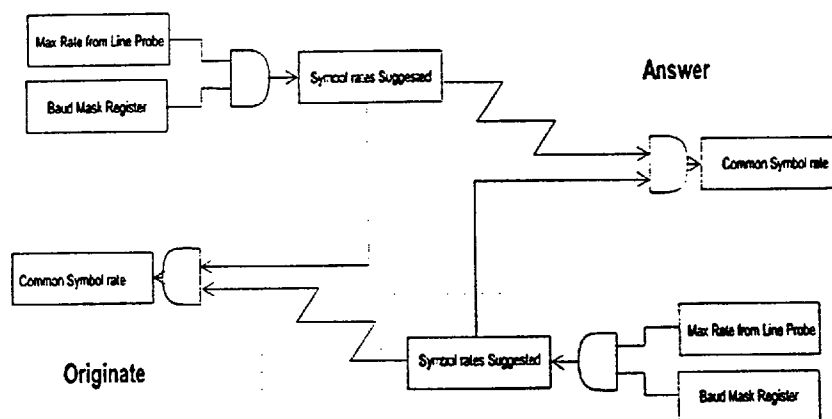 Max Rate from Line Probe
Baud Mask Register
Symbol rates Suggested
Answer
Common Symbol rate
Common Symbol rate
Originate
Symbol rates Suggested
Max Rate from Line Probe
Baud Mask Register